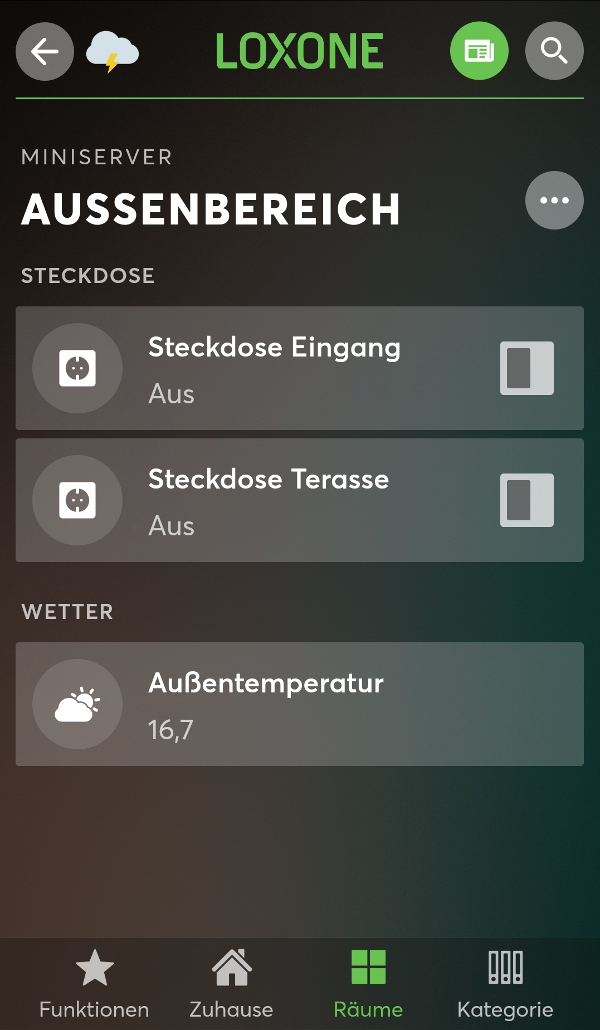 LOXONE
MINISERVER
AUSSENBEREICH
STECKDOSE
Steckdose Eingang
Aus
Steckdose Terasse
Aus
WETTER
Außentemperatur
16,7
Funktionen Zuhause Räume Kategorie